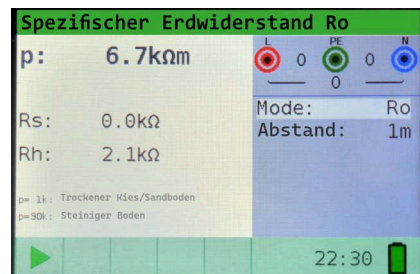 Spezifischer Erdwiderstand Ro
p: 6.7kΩm
L PE N
0 0
0
Rs: 0.0kΩ
Rh: 2.1kΩ
Mode: Ro
Abstand: 1m
p= 1k: Trockener Kies/Sandboden
p=30k: Steiniger Boden
22:30